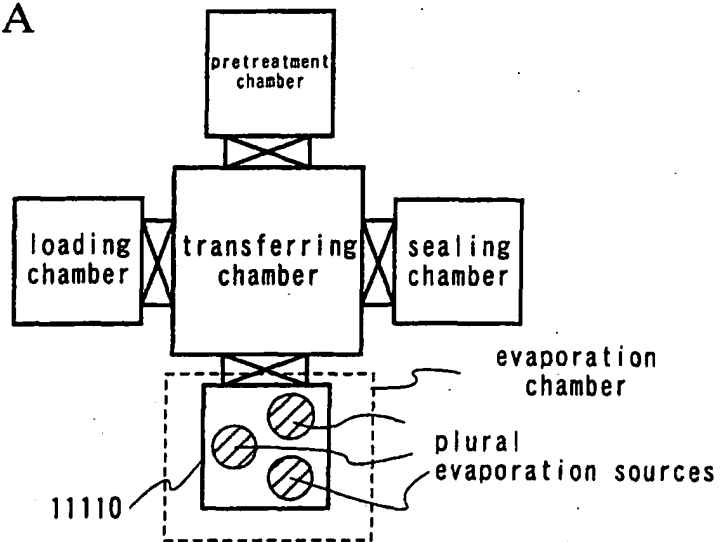 A
pretreatment
chamber
loading
chamber
transferring
chamber
sealing
chamber
evaporation
chamber
plural
evaporation sources
11110